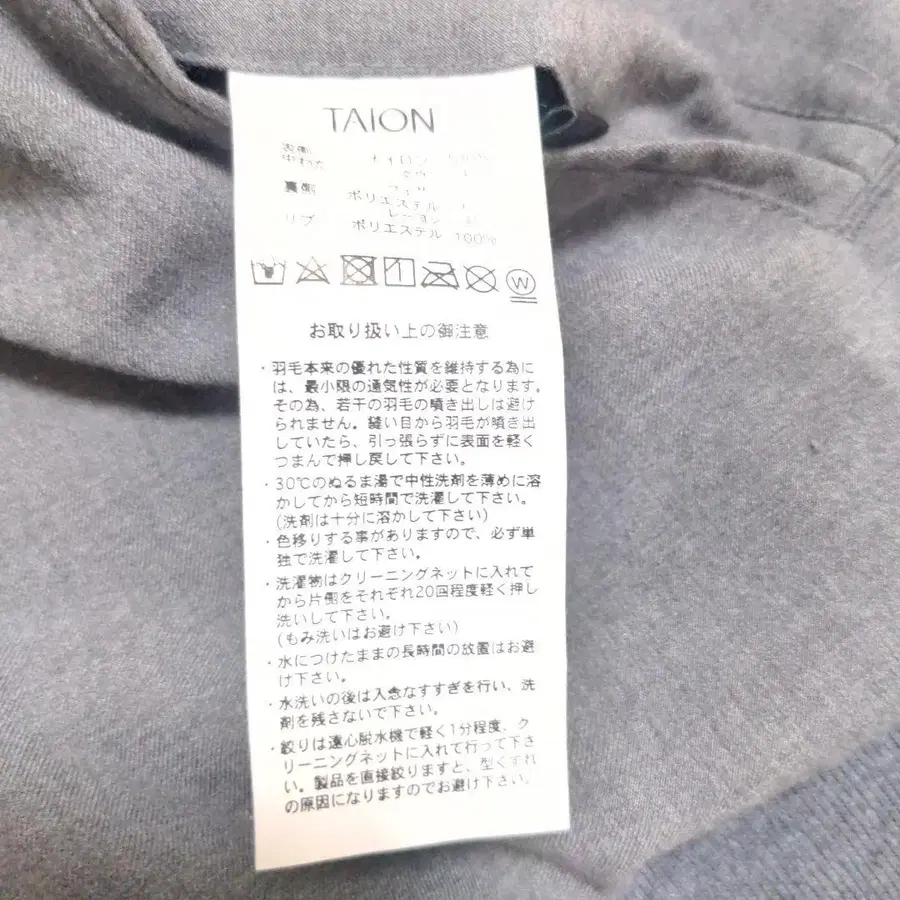 TAION
表側 ナイロン 100%
中わた
裏側
ポリエステル
レーヨン
リブ ポリエステル 100%
W
お取り扱い上の御注意
・羽毛本来の優れた性質を維持する為に
は、最小限の通気性が必要となります。
その為、若干の羽毛の噴き出しは避け
られません。縫い目から羽毛が噴き出
していたら、引っ張らずに表面を軽く
つまんで押し戻して下さい。
・30℃のぬるま湯で中性洗剤を薄めに溶
かしてから短時間で洗濯して下さい。
(洗剤は十分に溶かして下さい)
・色移りする事がありますので、必ず単
独で洗濯して下さい。
・洗濯物はクリーニングネットに入れて
から片側をそれぞれ20回程度軽く押し
洗いして下さい。
(もみ洗いはお避け下さい)
・水につけたままの長時間の放置はお避
け下さい。
・水洗いの後は入念なすすぎを行い、洗
剤を残さないで下さい。
・絞りは遠心脱水機で軽く1分程度、ク
リーニングネットに入れて行って下さ
い。製品を直接絞りますと、型くずれ
の原因になりますのでお避け下さい。